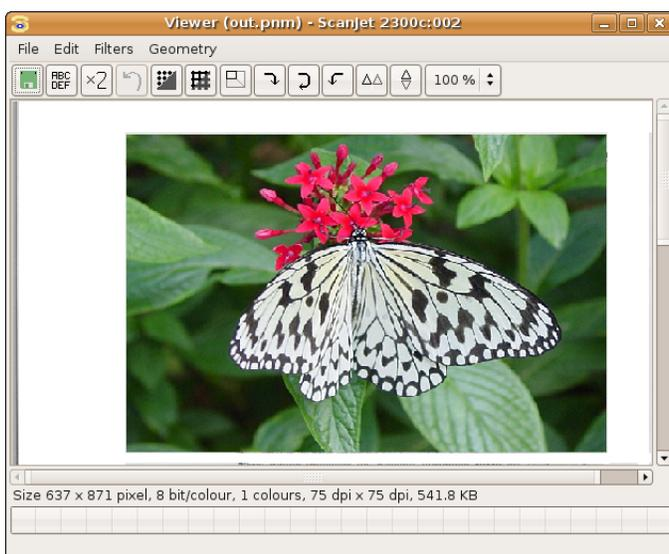 Viewer (out.pnm) - ScanJet 2300c:002
File Edit Filters Geometry
ABC
DEF
×2
100 %
Size 637 x 871 pixel, 8 bit/colour, 1 colours, 75 dpi x 75 dpi, 541.8 KB